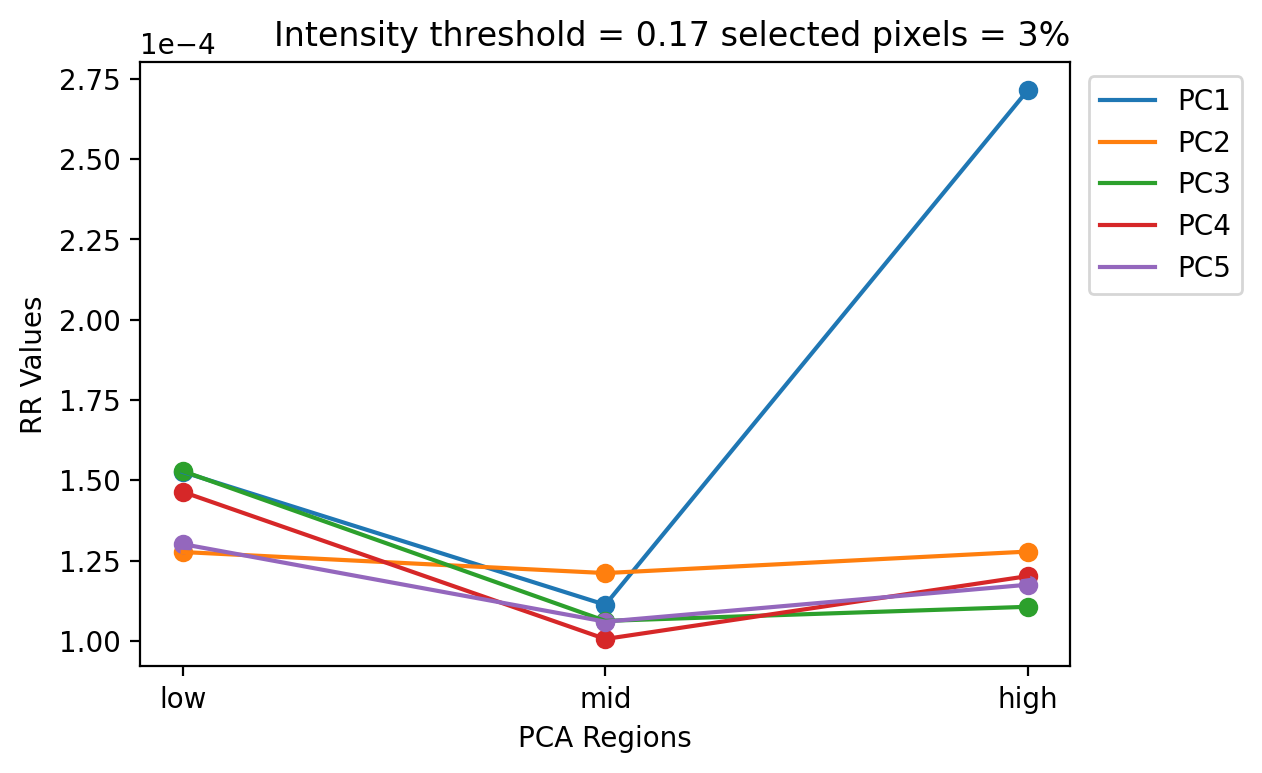 Intensity threshold = 0.17 selected pixels = 3%
1e−4
2.75
2.50
2.25
2.00
1.75
1.50
1.25
1.00
RR Values
low mid high
PCA Regions
PC1
PC2
PC3
PC4
PC5